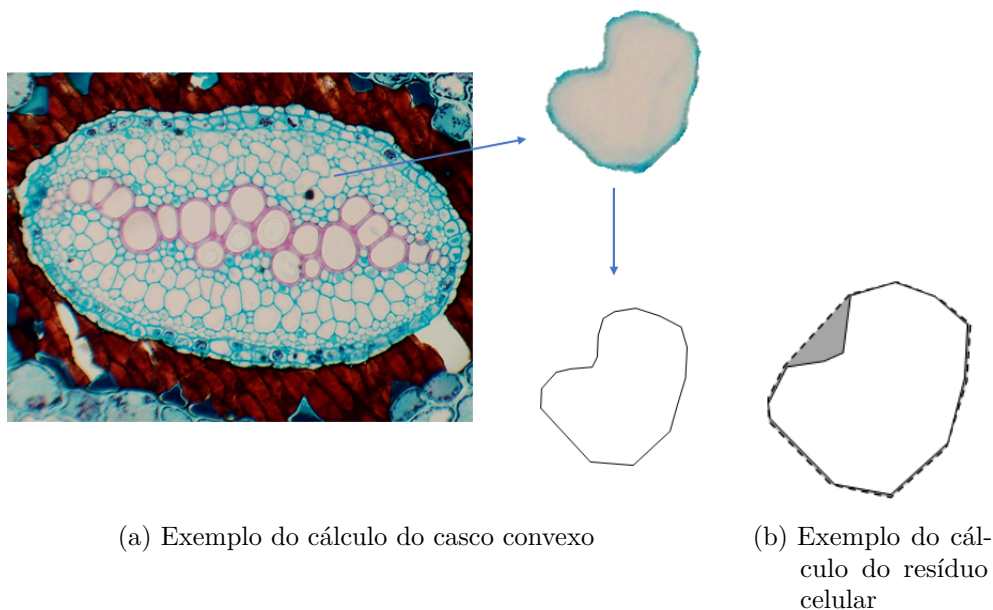 (a) Exemplo do cálculo do casco convexo
(b) Exemplo do cál-
culo do resíduo
celular